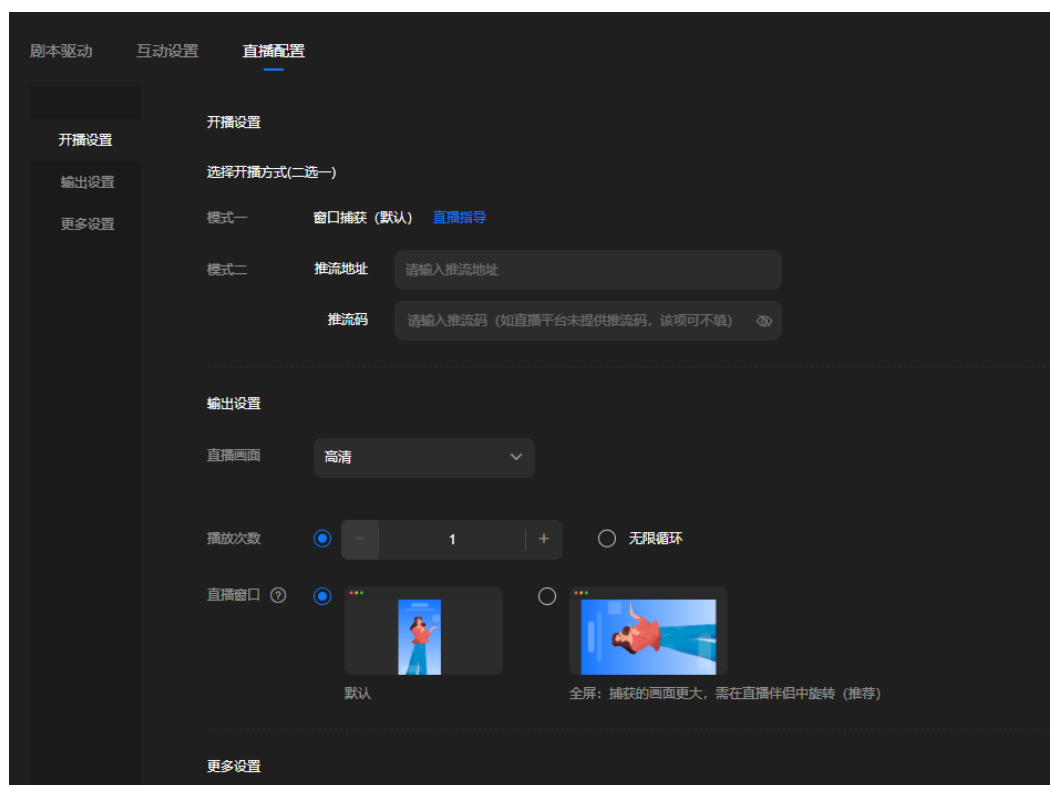 剧本驱动 互动设置 直播配置
开播设置
输出设置
更多设置
开播设置
选择开播方式(二选一)
模式一 窗口捕获（默认） 直播指导
模式二 推流地址 请输入推流地址
推流码 请输入推流码（如直播平台未提供推流码，该项可不填）
输出设置
直播画面 高清
播放次数 − 1 + 无限循环
直播窗口 ?
默认 全屏：捕获的画面更大，需在直播伴侣中旋转（推荐）
更多设置